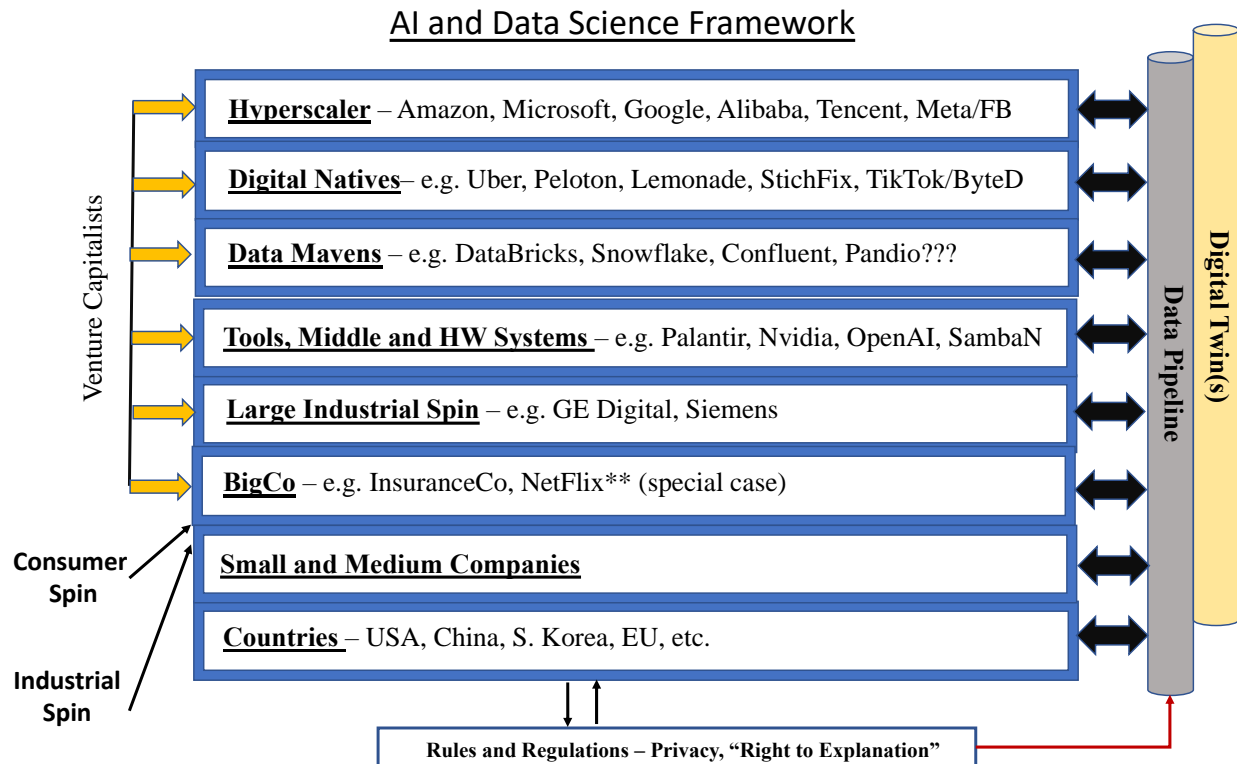 AI and Data Science Framework
Hyperscaler – Amazon, Microsoft, Google, Alibaba, Tencent, Meta/FB
Digital Natives– e.g. Uber, Peloton, Lemonade, StichFix, TikTok/ByteD
Data Mavens – e.g. DataBricks, Snowflake, Confluent, Pandio???
Tools, Middle and HW Systems – e.g. Palantir, Nvidia, OpenAI, SambaN
Large Industrial Spin – e.g. GE Digital, Siemens
BigCo – e.g. InsuranceCo, NetFlix** (special case)
Small and Medium Companies
Countries – USA, China, S. Korea, EU, etc.
Venture Capitalists
Consumer
Spin
Industrial
Spin
Data Pipeline
Digital Twin(s)
Rules and Regulations – Privacy, “Right to Explanation”